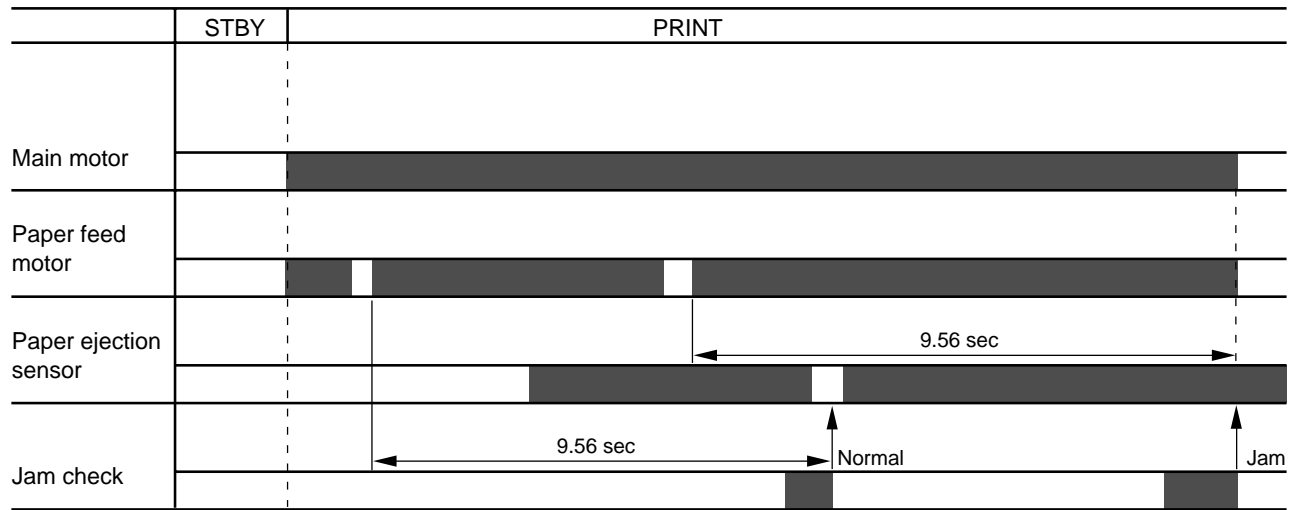 STBY PRINT
Main motor
Paper feed
motor
Paper ejection
sensor
9.56 sec
Jam check
9.56 sec
Normal
Jam